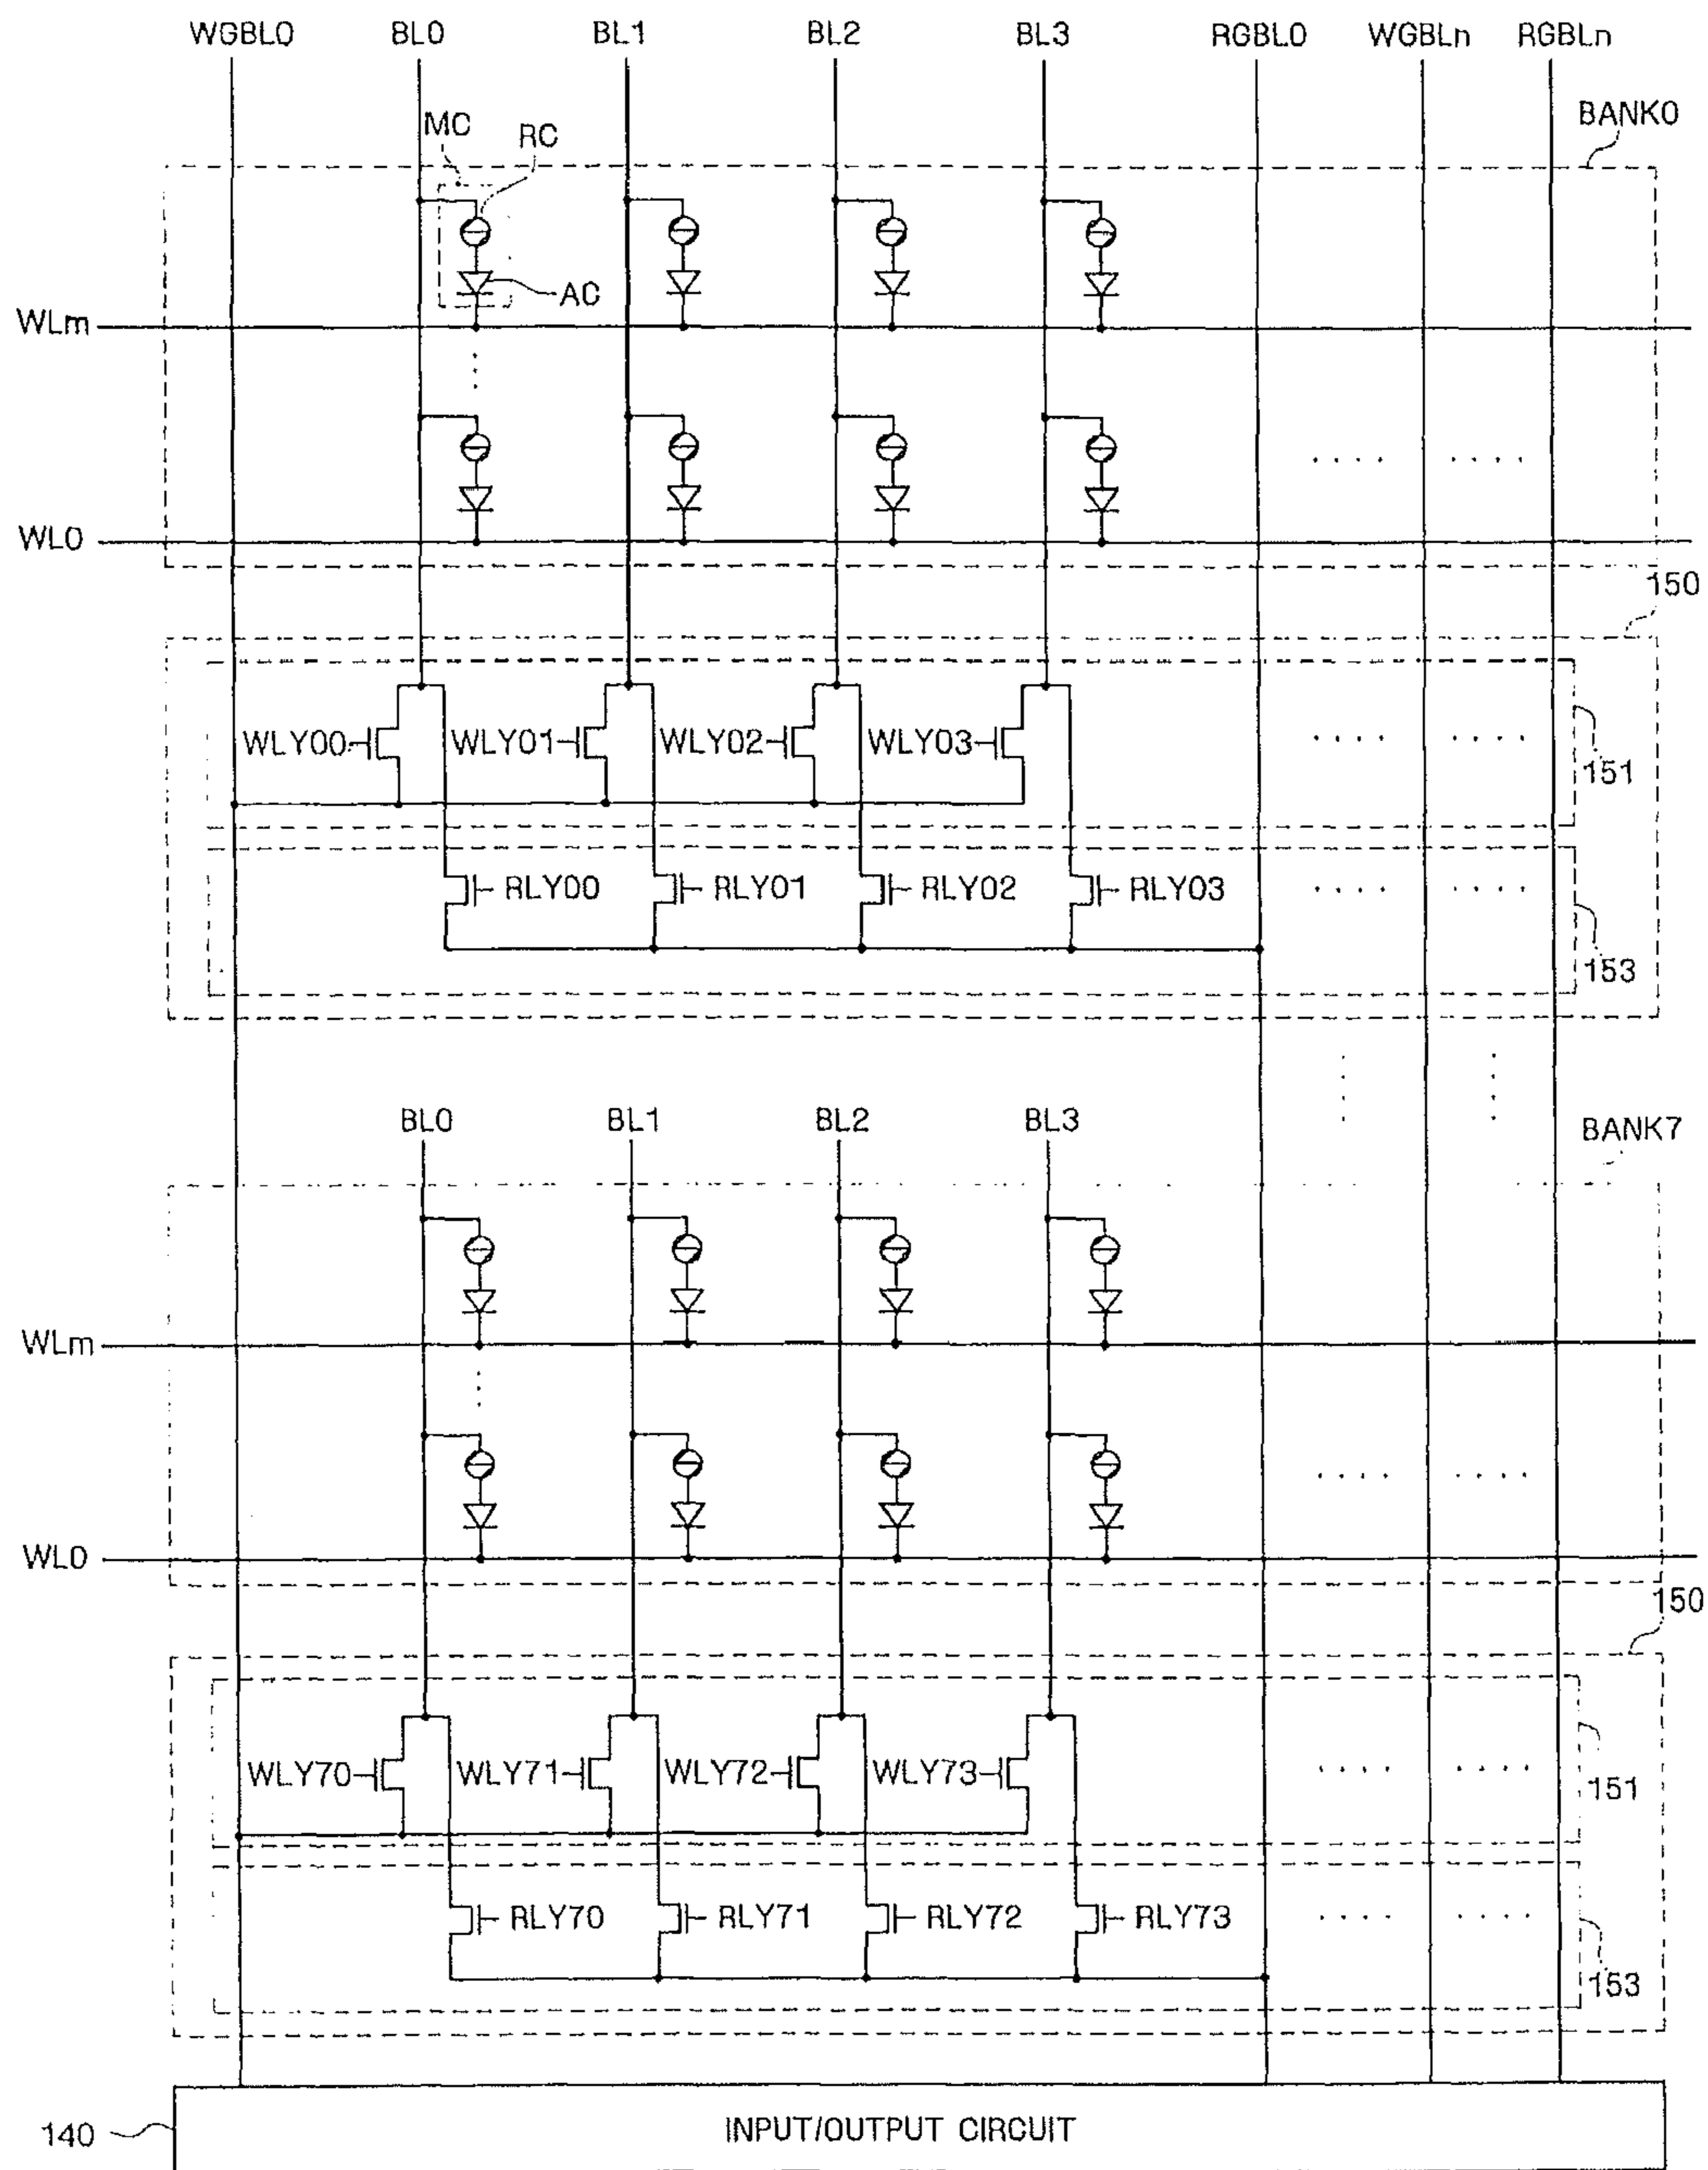 WGBL0 BL0 BL1 BL2 BL3 RGBL0 WGBLn RGBLn
BANK0
MC RC
AC
WLm
WL0
150
WLY00 WLY01 WLY02 WLY03
151
RLY00 RLY01 RLY02 RLY03
153
BL0 BL1 BL2 BL3
BANK7
WLm
WL0
150
WLY70 WLY71 WLY72 WLY73
151
RLY70 RLY71 RLY72 RLY73
153
140 INPUT/OUTPUT CIRCUIT